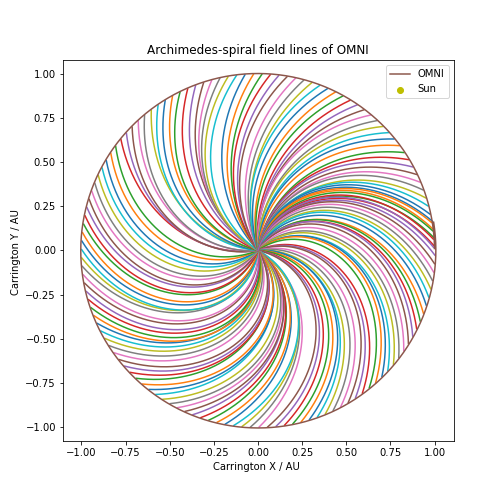 Archimedes-spiral field lines of OMNI
OMNI
Sun
1.00
0.75
0.50
0.25
0.00
−0.25
−0.50
−0.75
−1.00
Carrington Y / AU
−1.00 −0.75 −0.50 −0.25 0.00 0.25 0.50 0.75 1.00
Carrington X / AU